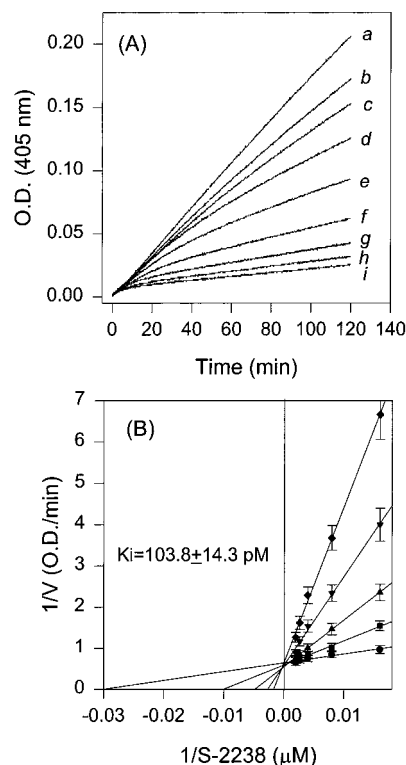 (A)
O.D. (405 nm)
0.20
0.15
0.10
0.05
0.00
a
b
c
d
e
f
g
h
i
0 20 40 60 80 100 120 140
Time (min)
(B)
1/V (O.D./min)
7
6
5
4
3
2
1
0
Ki=103.8±14.3 pM
-0.03 -0.02 -0.01 0.00 0.01
1/S-2238 (μM)